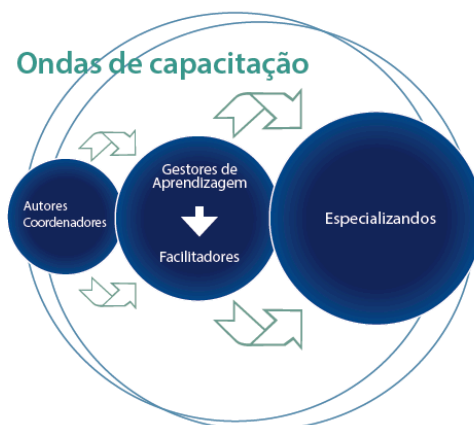 Ondas de capacitação
Autores
Coordenadores
Gestores de
Aprendizagem
Facilitadores
Especializandos